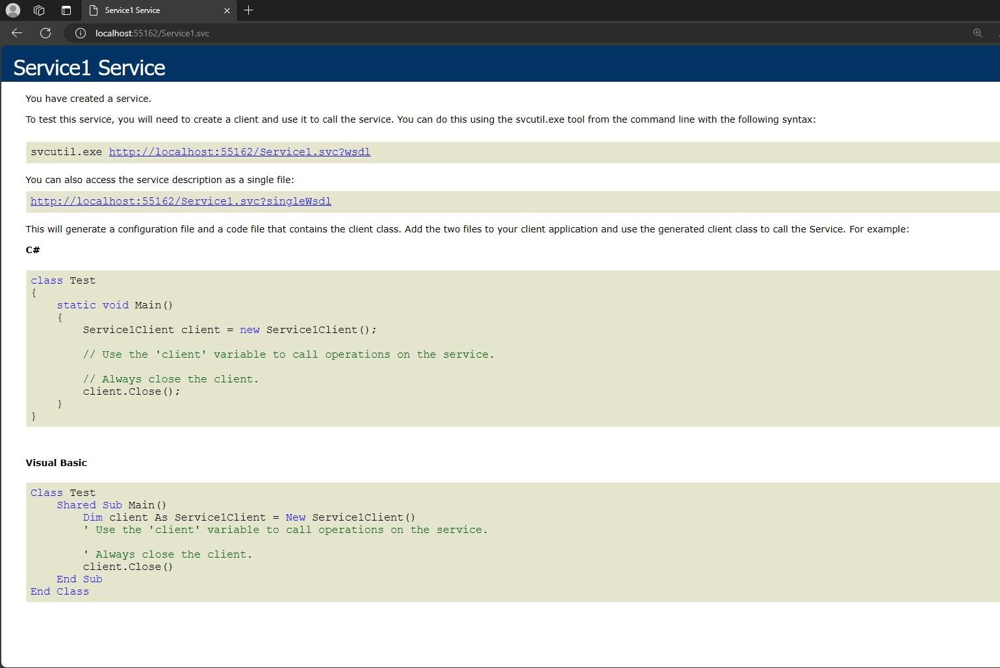 Service1 Service
localhost:55162/Service1.svc
Service1 Service
You have created a service.
To test this service, you will need to create a client and use it to call the service. You can do this using the svcutil.exe tool from the command line with the following syntax:
svcutil.exe http://localhost:55162/Service1.svc?wsdl
You can also access the service description as a single file:
http://localhost:55162/Service1.svc?singleWsdl
This will generate a configuration file and a code file that contains the client class. Add the two files to your client application and use the generated client class to call the Service. For example:
C#
class Test
{
    static void Main()
    {
        Service1Client client = new Service1Client();
        // Use the 'client' variable to call operations on the service.
        // Always close the client.
        client.Close();
    }
}
Visual Basic
Class Test
    Shared Sub Main()
        Dim client As Service1Client = New Service1Client()
        ' Use the 'client' variable to call operations on the service.
        ' Always close the client.
        client.Close()
    End Sub
End Class